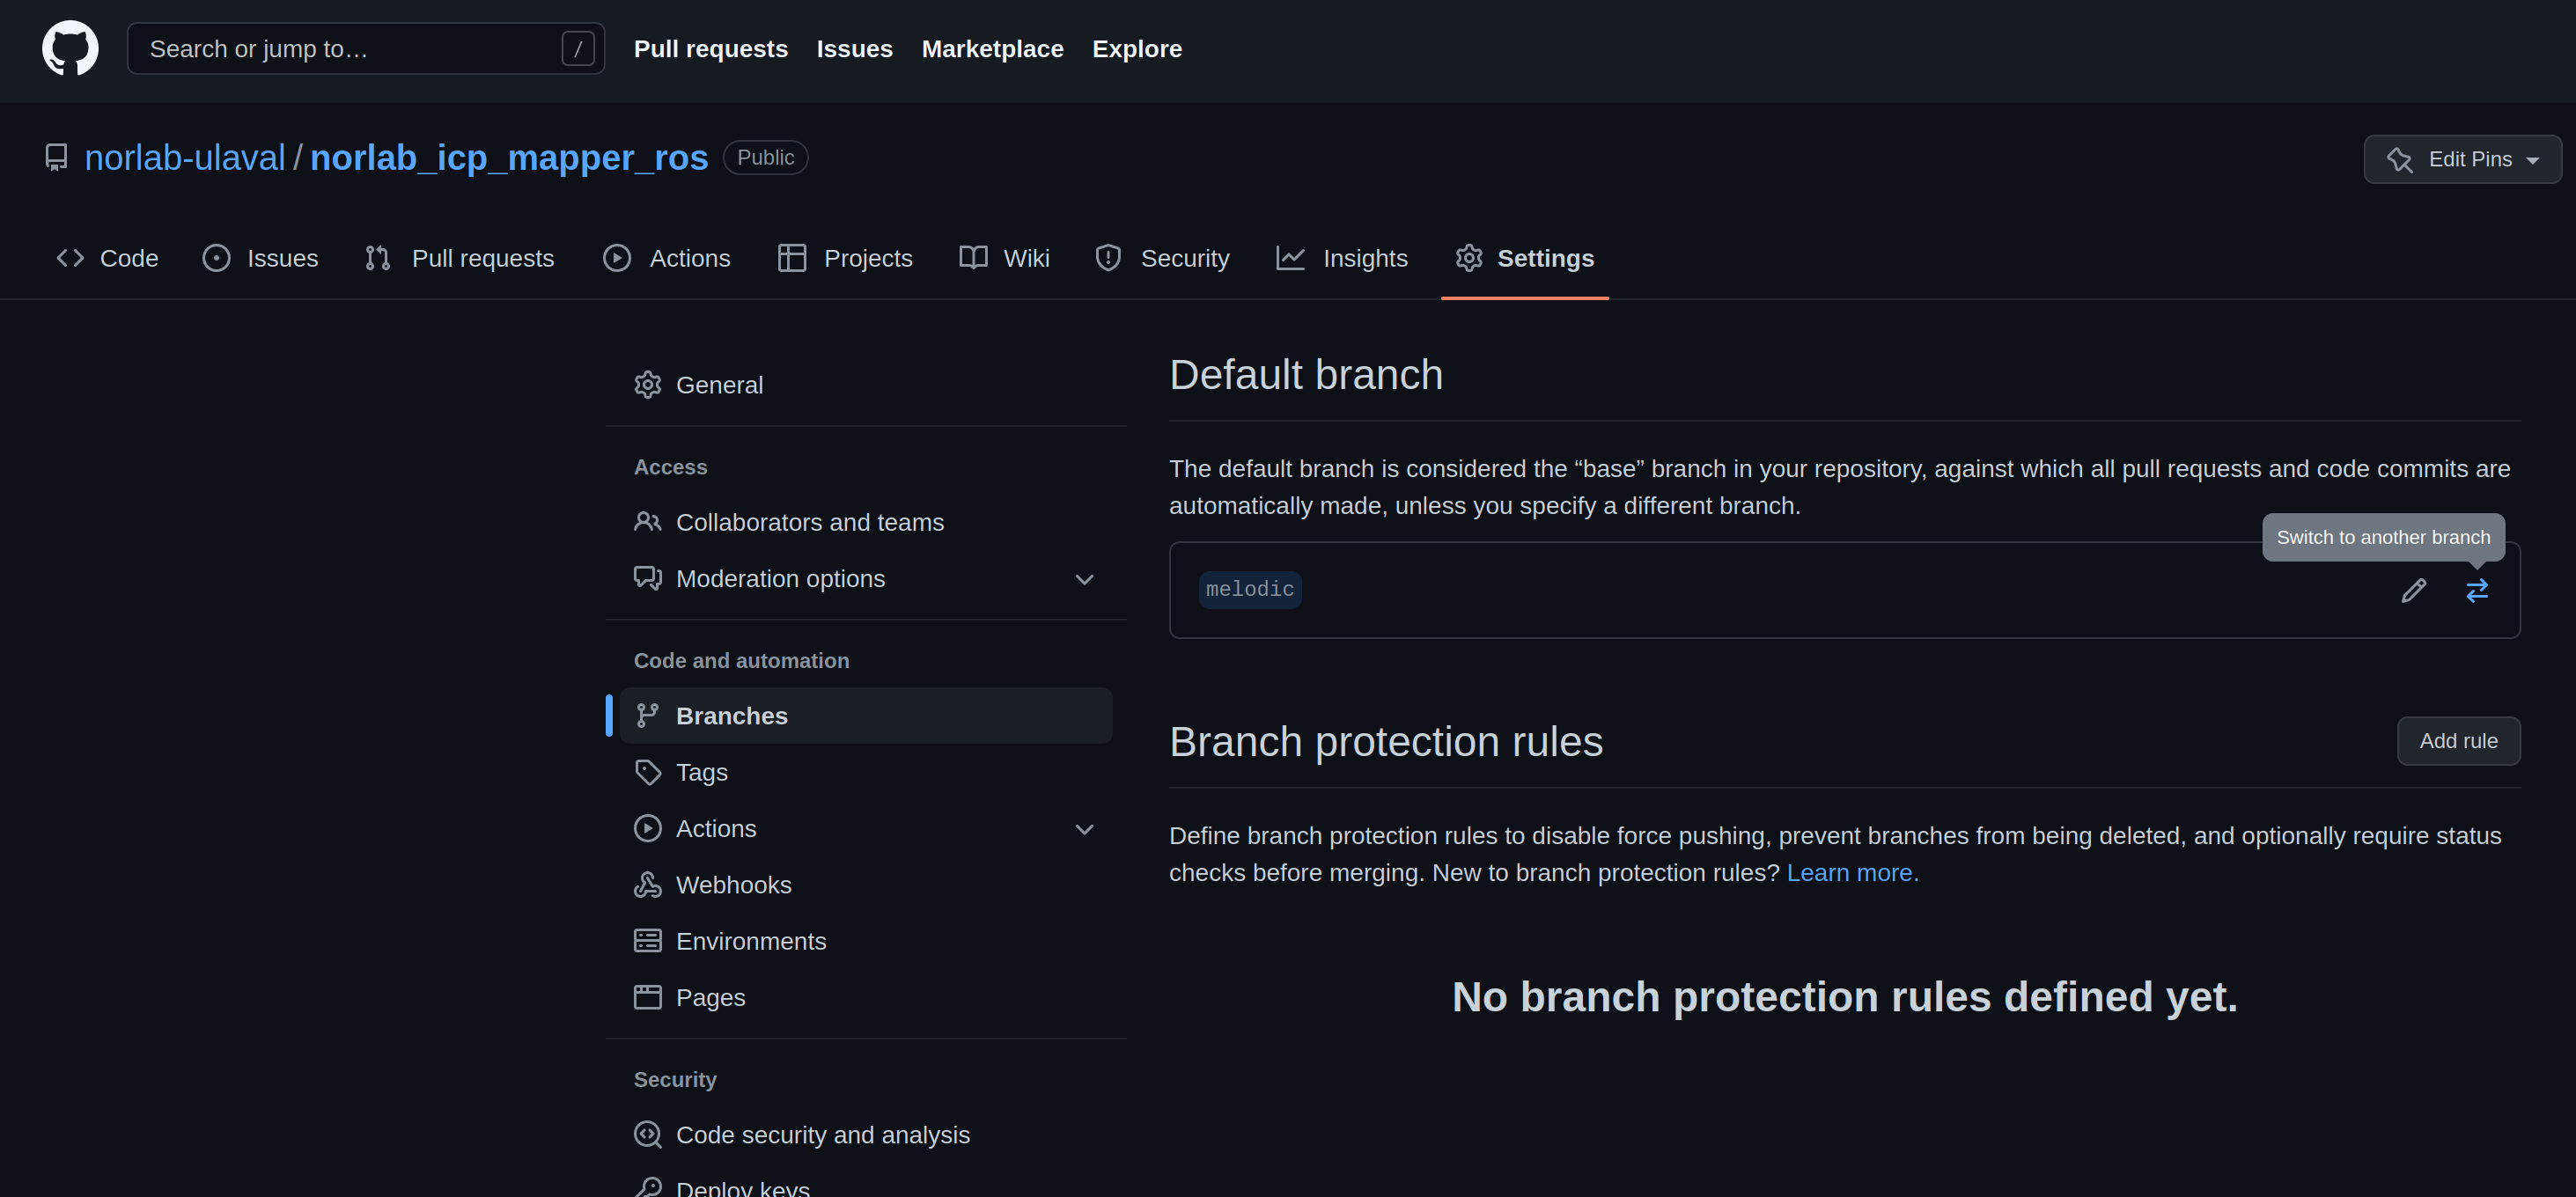 Search or jump to… /
Pull requests Issues Marketplace Explore
norlab-ulaval / norlab_icp_mapper_ros Public
Edit Pins
Code Issues Pull requests Actions Projects Wiki Security Insights Settings
General
Access
Collaborators and teams
Moderation options
Code and automation
Branches
Tags
Actions
Webhooks
Environments
Pages
Security
Code security and analysis
Deploy keys
Default branch
The default branch is considered the “base” branch in your repository, against which all pull requests and code commits are
automatically made, unless you specify a different branch.
Switch to another branch
melodic
Branch protection rules
Add rule
Define branch protection rules to disable force pushing, prevent branches from being deleted, and optionally require status
checks before merging. New to branch protection rules? Learn more.
No branch protection rules defined yet.